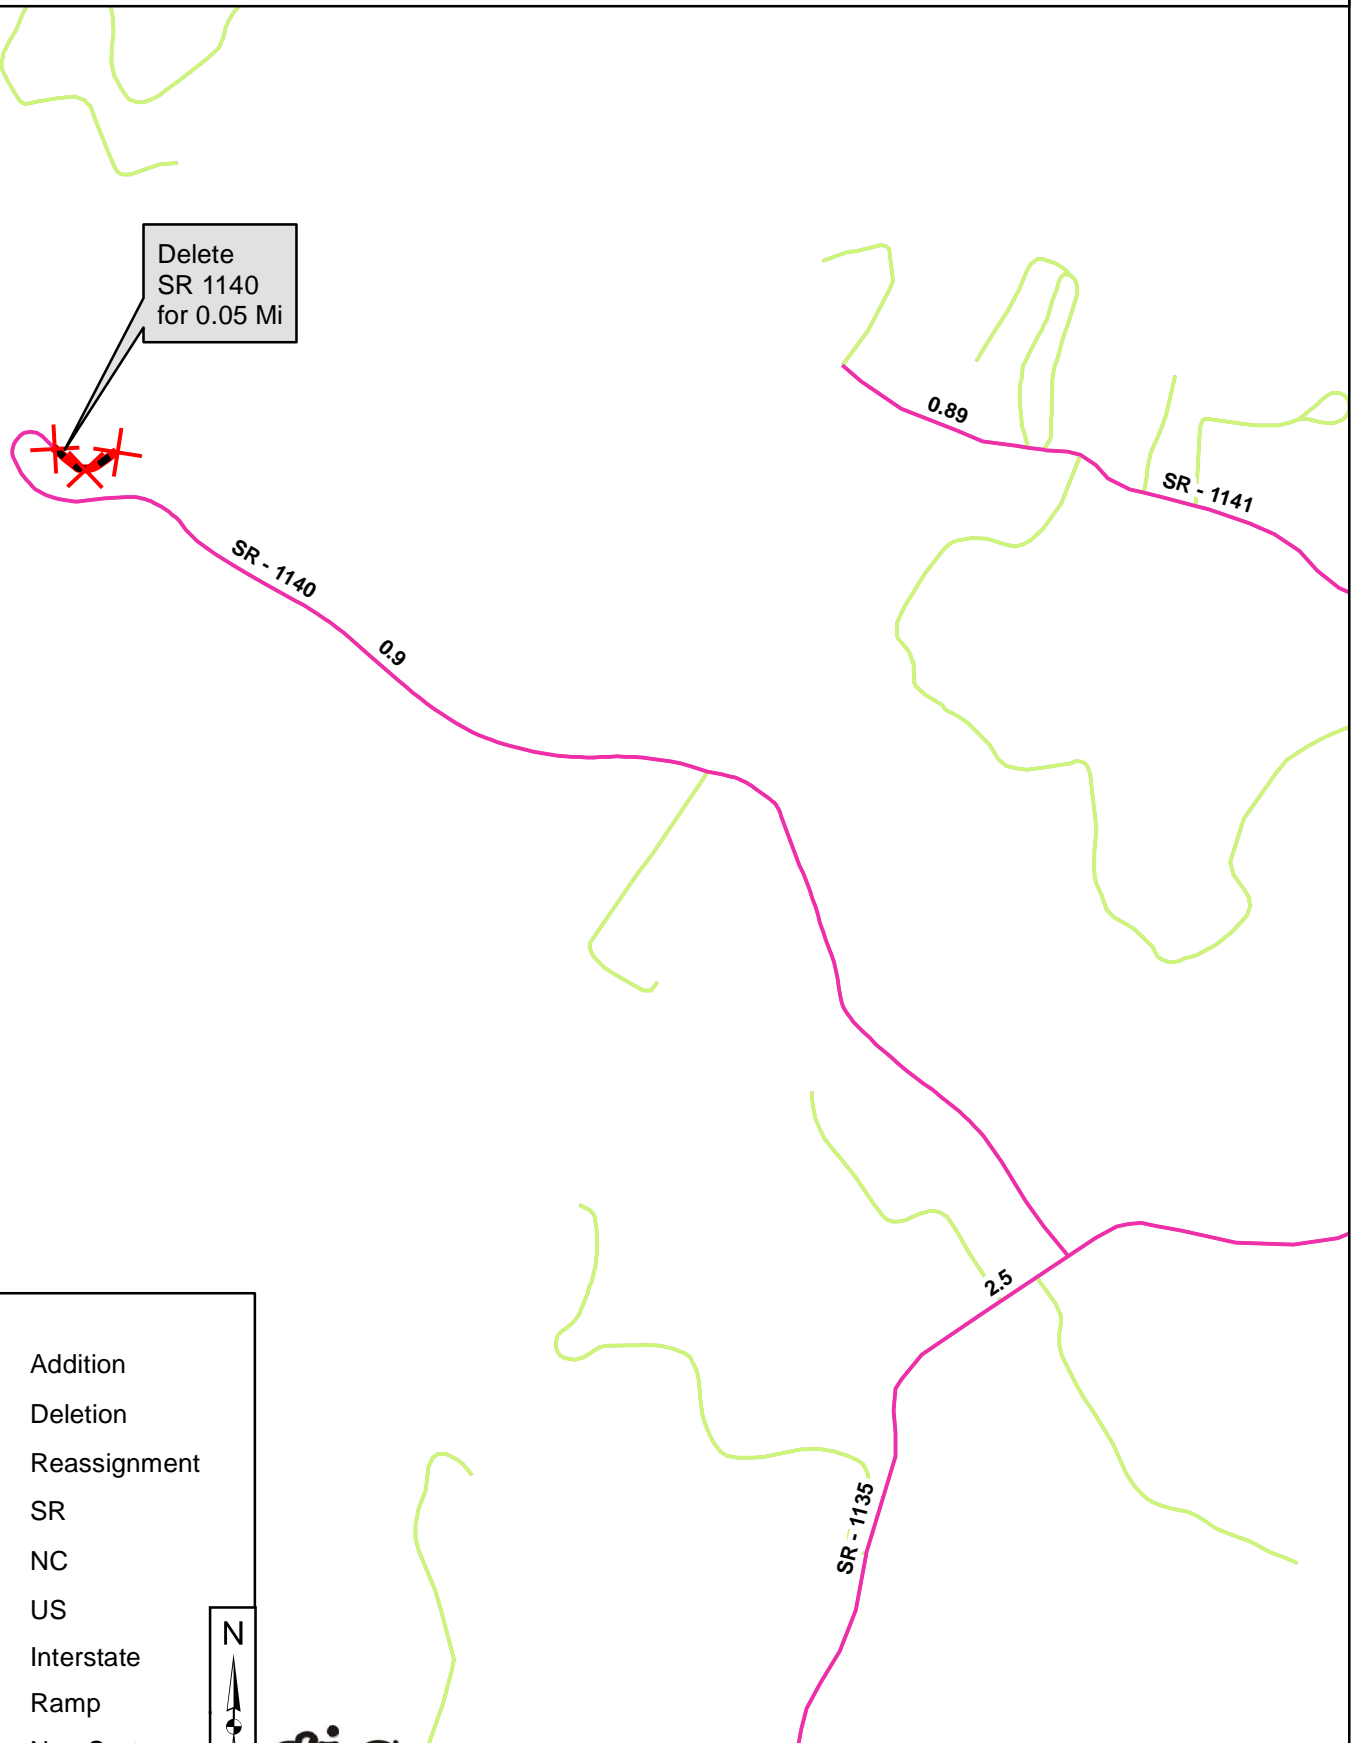 Delete
SR 1140
for 0.05 Mi
0.89
SR - 1141
SR - 1140
0.9
2.5
SR - 1135
Addition
Deletion
Reassignment
SR
NC
US
Interstate
Ramp
N